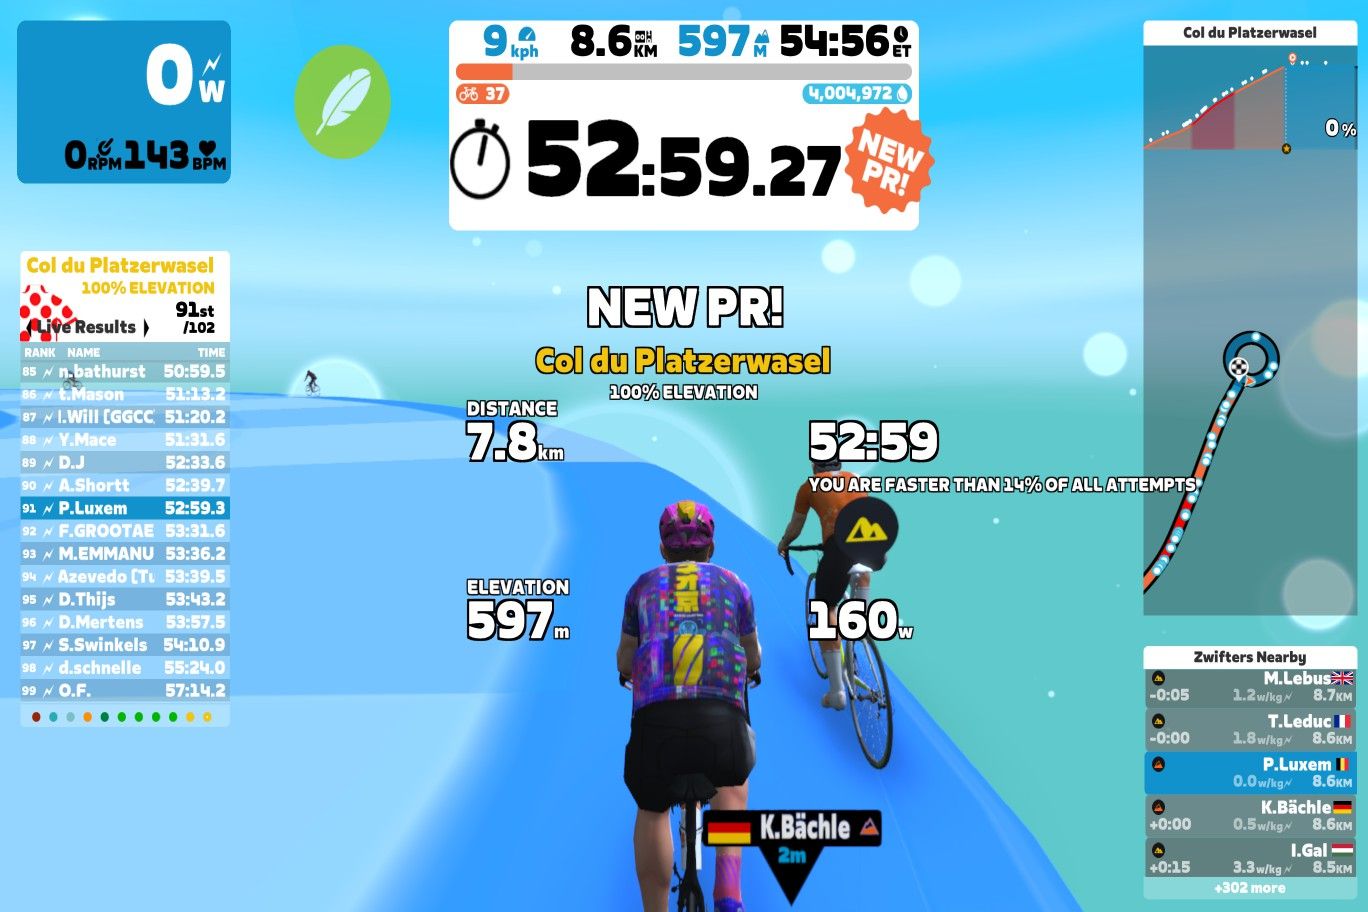 0w
0RPM 143 BPM
9 kph 8.6KM 597M 54:56ET
37 4,004,972
52:59.27
NEW PR!
Col du Platzerwasel
0%
Col du Platzerwasel
100% ELEVATION
91st
/102
Live Results
RANK NAME TIME
85 n.bathurst 50:59.5
86 t.Mason 51:13.2
87 I.Will [GGCC 51:20.2
88 Y.Mace 51:31.6
89 D.J 52:33.6
90 A.Shortt 52:39.7
91 P.Luxem 52:59.3
92 F.GROOTAE 53:31.6
93 M.EMMANU 53:36.2
94 Azevedo [Tu 53:39.5
95 D.Thijs 53:43.2
96 D.Mertens 53:57.5
97 S.Swinkels 54:10.9
98 d.schnelle 55:24.0
99 O.F. 57:14.2
NEW PR!
Col du Platzerwasel
100% ELEVATION
DISTANCE
7.8km
52:59
YOU ARE FASTER THAN 14% OF ALL ATTEMPTS
ELEVATION
597m
160w
K.Bächle
2m
Zwifters Nearby
M.Lebus
-0:05 1.2w/kg 8.7KM
T.Leduc
-0:00 1.8w/kg 8.6KM
P.Luxem
0.0w/kg 8.6KM
K.Bächle
+0:00 0.5w/kg 8.6KM
I.Gal
+0:15 3.3w/kg 8.5KM
+302 more